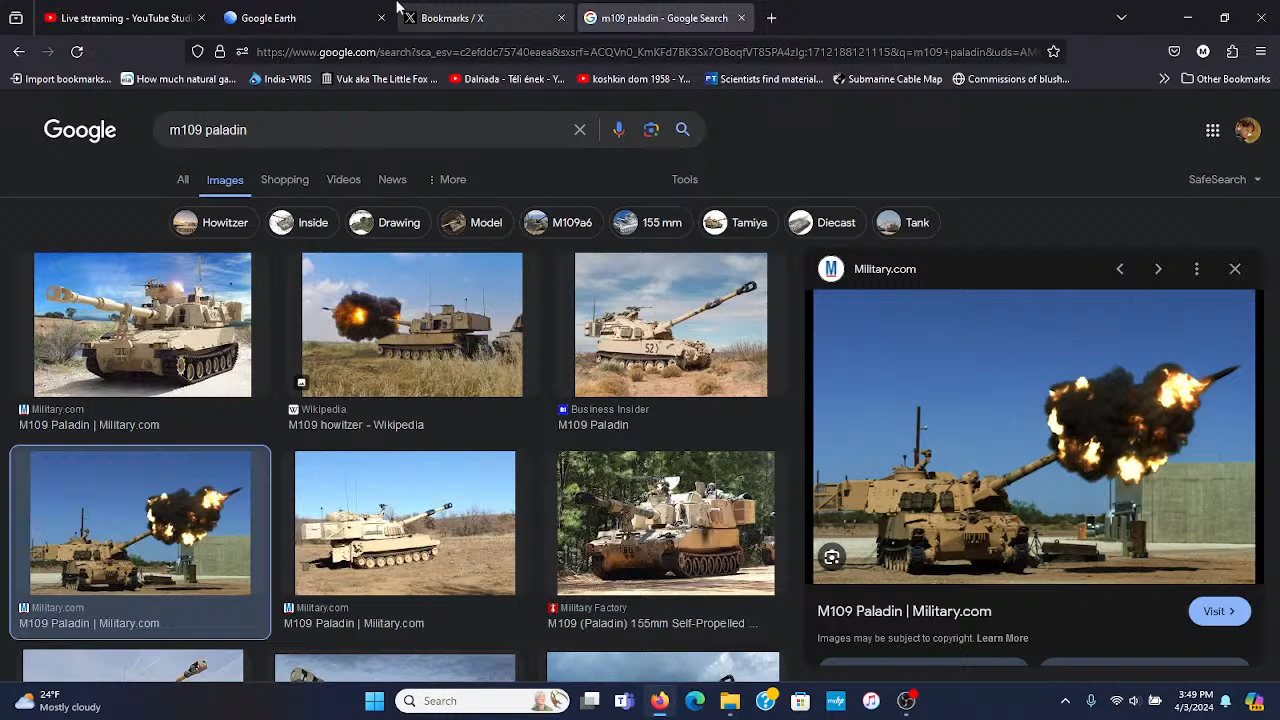 Live streaming - YouTube Studi
Google Earth
Bookmarks / X
m109 paladin - Google Search
https://www.google.com/search?sca_esv=c2efddc75740eaea&sxsrf=ACQVn0_KmKFd7BK3Sx7OBoqfV785PA4zIg:1712188121115&q=m109+paladin&uds=AM
Import bookmarks...
eia How much natural ga...
India-WRIS
Vuk aka The Little Fox ...
Dalriada - Téli ének - Yo...
koshkin dom 1958 - Y...
PT Scientists find material...
Submarine Cable Map
Commissions of blush...
Other Bookmarks
Google
m109 paladin
All
Images
Shopping
Videos
News
More
Tools
SafeSearch
Howitzer
Inside
Drawing
Model
M109a6
155 mm
Tamiya
Diecast
Tank
M Military.com
52
Military.com
M109 Paladin | Military.com
W Wikipedia
M109 howitzer - Wikipedia
BI Business Insider
M109 Paladin
Military.com
M109 Paladin | Military.com
Military.com
M109 Paladin | Military.com
Military Factory
M109 (Paladin) 155mm Self-Propelled ...
M109 Paladin | Military.com
Visit
Images may be subject to copyright. Learn More
24°F
Mostly cloudy
Search
3:49 PM
4/3/2024